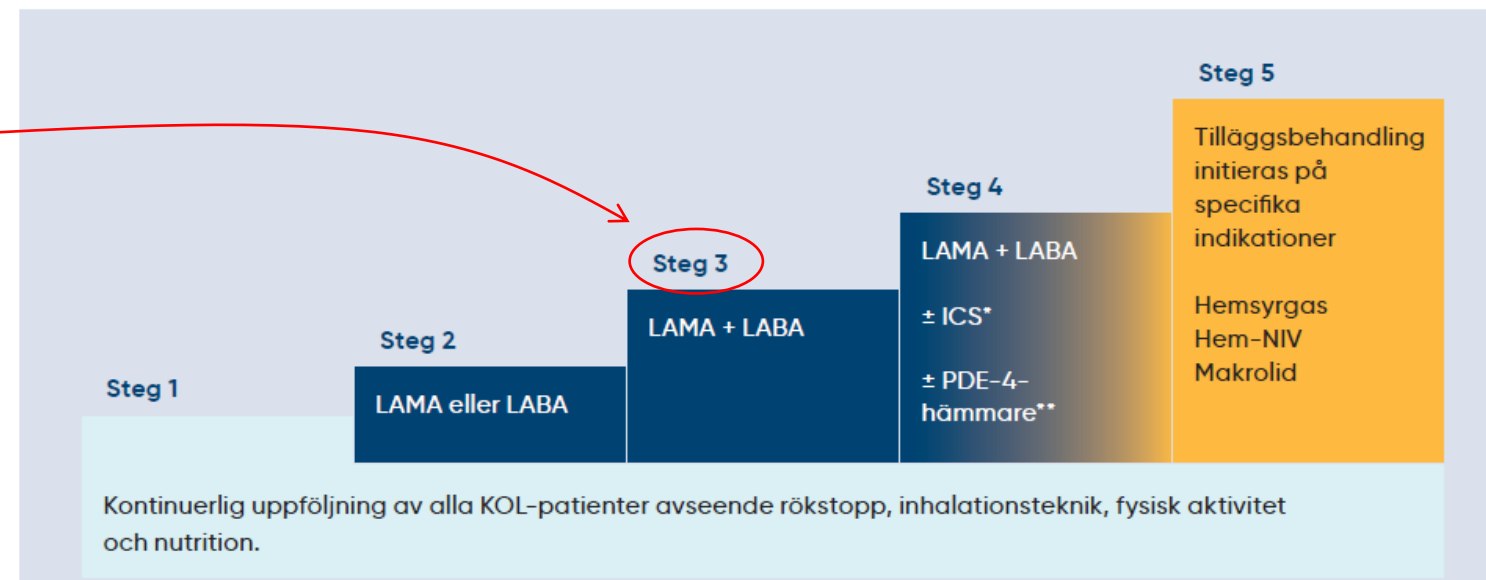 Steg 1
Steg 2
LAMA eller LABA
Steg 3
LAMA + LABA
Steg 4
LAMA + LABA
± ICS*
± PDE-4-
hämmare**
Steg 5
Tilläggsbehandling
initieras på
specifika
indikationer
Hemsyrgas
Hem-NIV
Makrolid
Kontinuerlig uppföljning av alla KOL-patienter avseende rökstopp, inhalationsteknik, fysisk aktivitet
och nutrition.